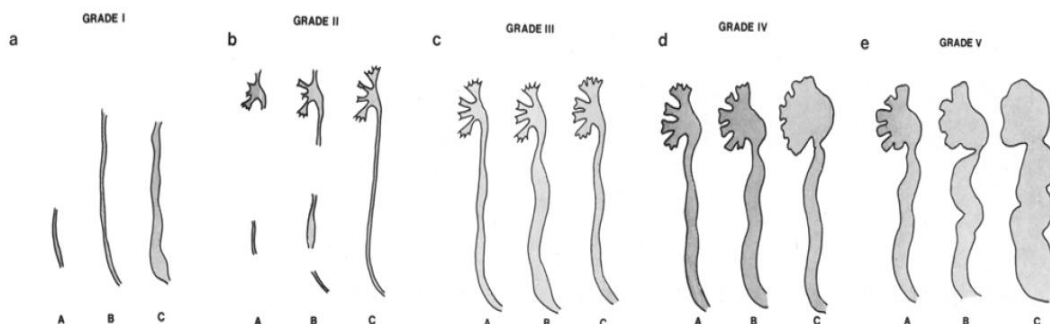 a
GRADE I
A B C
b
GRADE II
A B C
c
GRADE III
A B C
d
GRADE IV
A B C
e
GRADE V
A B C